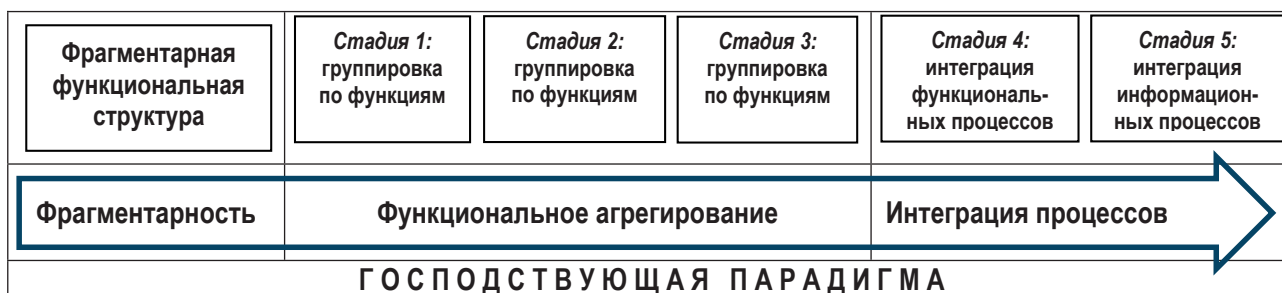 Фрагментарная
функциональная
структура
Стадия 1:
группировка
по функциям
Стадия 2:
группировка
по функциям
Стадия 3:
группировка
по функциям
Стадия 4:
интеграция
функциональ-
ных процессов
Стадия 5:
интеграция
информацион-
ных процессов
Фрагментарность
Функциональное агрегирование
Интеграция процессов
ГОСПОДСТВУЮЩАЯ ПАРАДИГМА